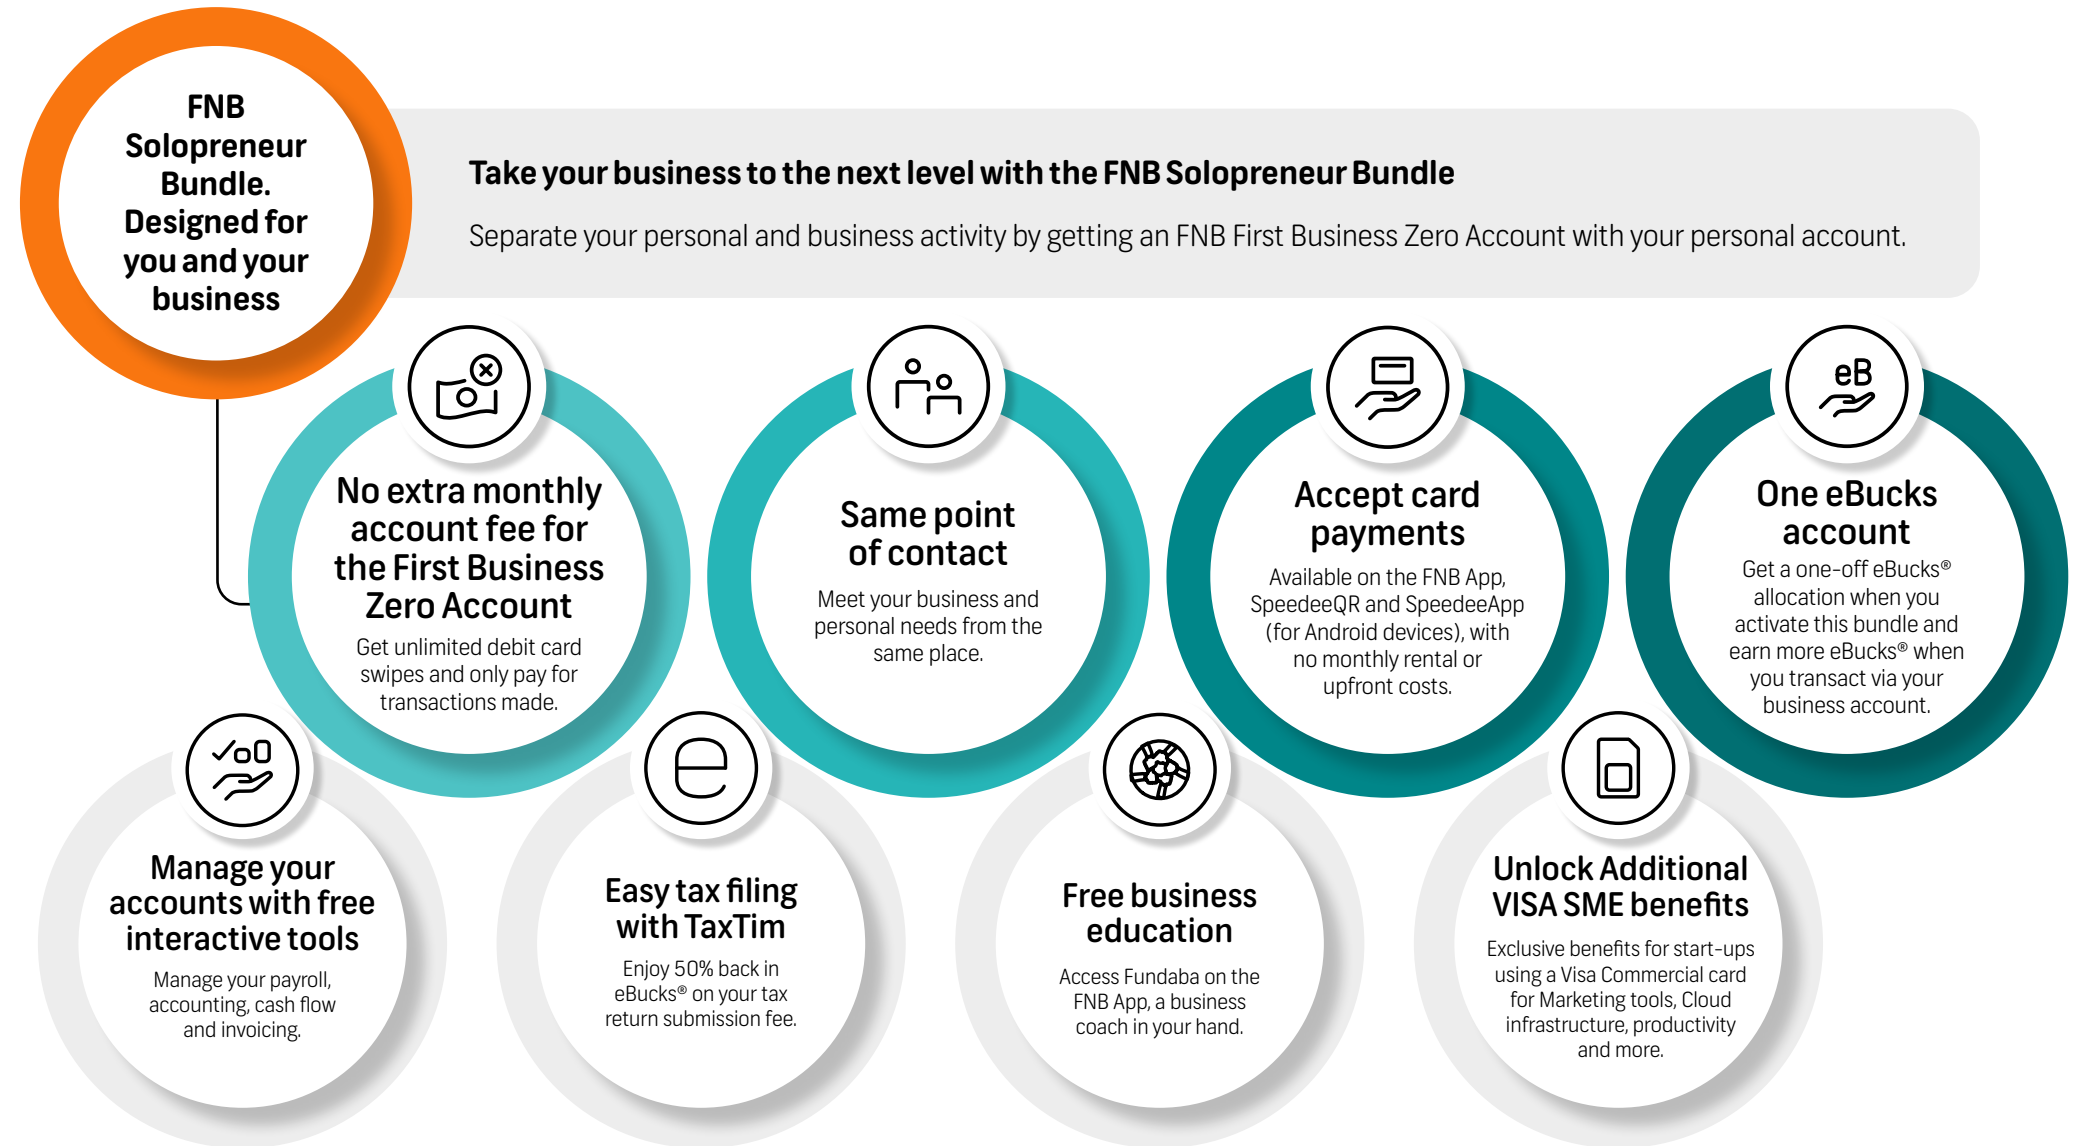 FNB
Solopreneur
Bundle.
Designed for
you and your
business
Take your business to the next level with the FNB Solopreneur Bundle
Separate your personal and business activity by getting an FNB First Business Zero Account with your personal account.
No extra monthly
account fee for
the First Business
Zero Account
Get unlimited debit card
swipes and only pay for
transactions made.
Same point
of contact
Meet your business and
personal needs from the
same place.
Accept card
payments
Available on the FNB App,
SpeedeeQR and SpeedeeApp
(for Android devices), with
no monthly rental or
upfront costs.
eB
One eBucks
account
Get a one-off eBucks®
allocation when you
activate this bundle and
earn more eBucks® when
you transact via your
business account.
Manage your
accounts with free
interactive tools
Manage your payroll,
accounting, cash flow
and invoicing.
e
Easy tax filing
with TaxTim
Enjoy 50% back in
eBucks® on your tax
return submission fee.
Free business
education
Access Fundaba on the
FNB App, a business
coach in your hand.
Unlock Additional
VISA SME benefits
Exclusive benefits for start-ups
using a Visa Commercial card
for Marketing tools, Cloud
infrastructure, productivity
and more.